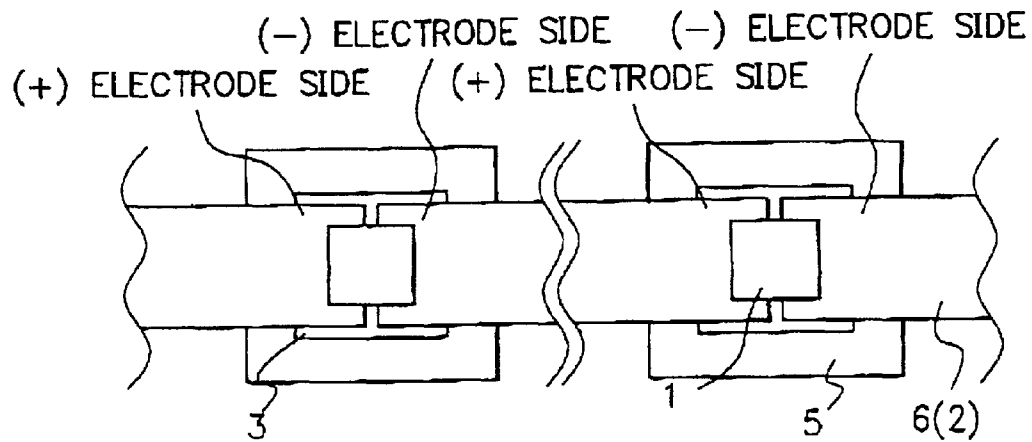 (-) ELECTRODE SIDE (-) ELECTRODE SIDE
(+) ELECTRODE SIDE (+) ELECTRODE SIDE
3 1 5 6(2)